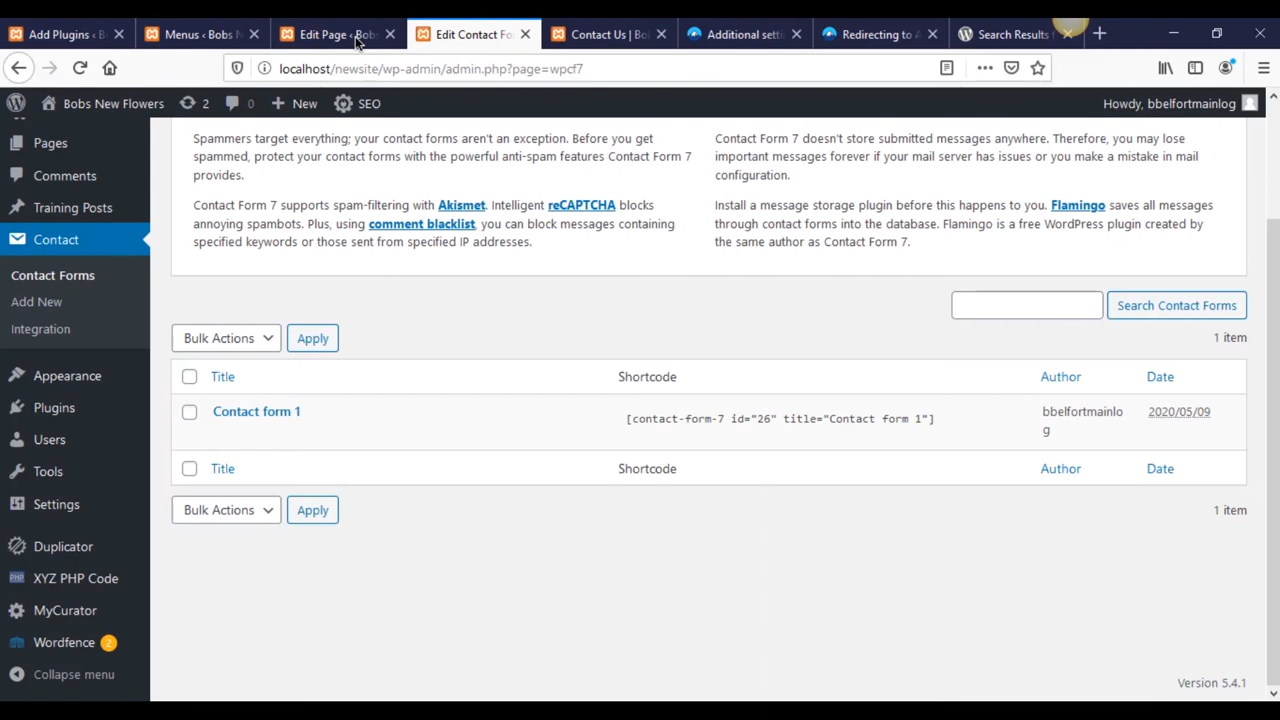 Add Plugins ‹ B
Menus ‹ Bobs N
Edit Page ‹ Bobs
Edit Contact Fo
Contact Us | Bo
Additional sett
Redirecting to A
Search Results f
localhost/newsite/wp-admin/admin.php?page=wpcf7
Bobs New Flowers
2
0
New
SEO
Howdy, bbelfortmainlog
Pages
Comments
Training Posts
Contact
Contact Forms
Add New
Integration
Appearance
Plugins
Users
Tools
Settings
Duplicator
PHP XYZ PHP Code
MyCurator
Wordfence 2
Collapse menu
Spammers target everything; your contact forms aren't an exception. Before you get
spammed, protect your contact forms with the powerful anti-spam features Contact Form 7
provides.
Contact Form 7 supports spam-filtering with Akismet. Intelligent reCAPTCHA blocks
annoying spambots. Plus, using comment blacklist, you can block messages containing
specified keywords or those sent from specified IP addresses.
Contact Form 7 doesn't store submitted messages anywhere. Therefore, you may lose
important messages forever if your mail server has issues or you make a mistake in mail
configuration.
Install a message storage plugin before this happens to you. Flamingo saves all messages
through contact forms into the database. Flamingo is a free WordPress plugin created by
the same author as Contact Form 7.
Search Contact Forms
Bulk Actions
Apply
1 item
Title
Shortcode
Author
Date
Contact form 1
[contact-form-7 id="26" title="Contact form 1"]
bbelfortmainlo
g
2020/05/09
Title
Shortcode
Author
Date
Bulk Actions
Apply
1 item
Version 5.4.1